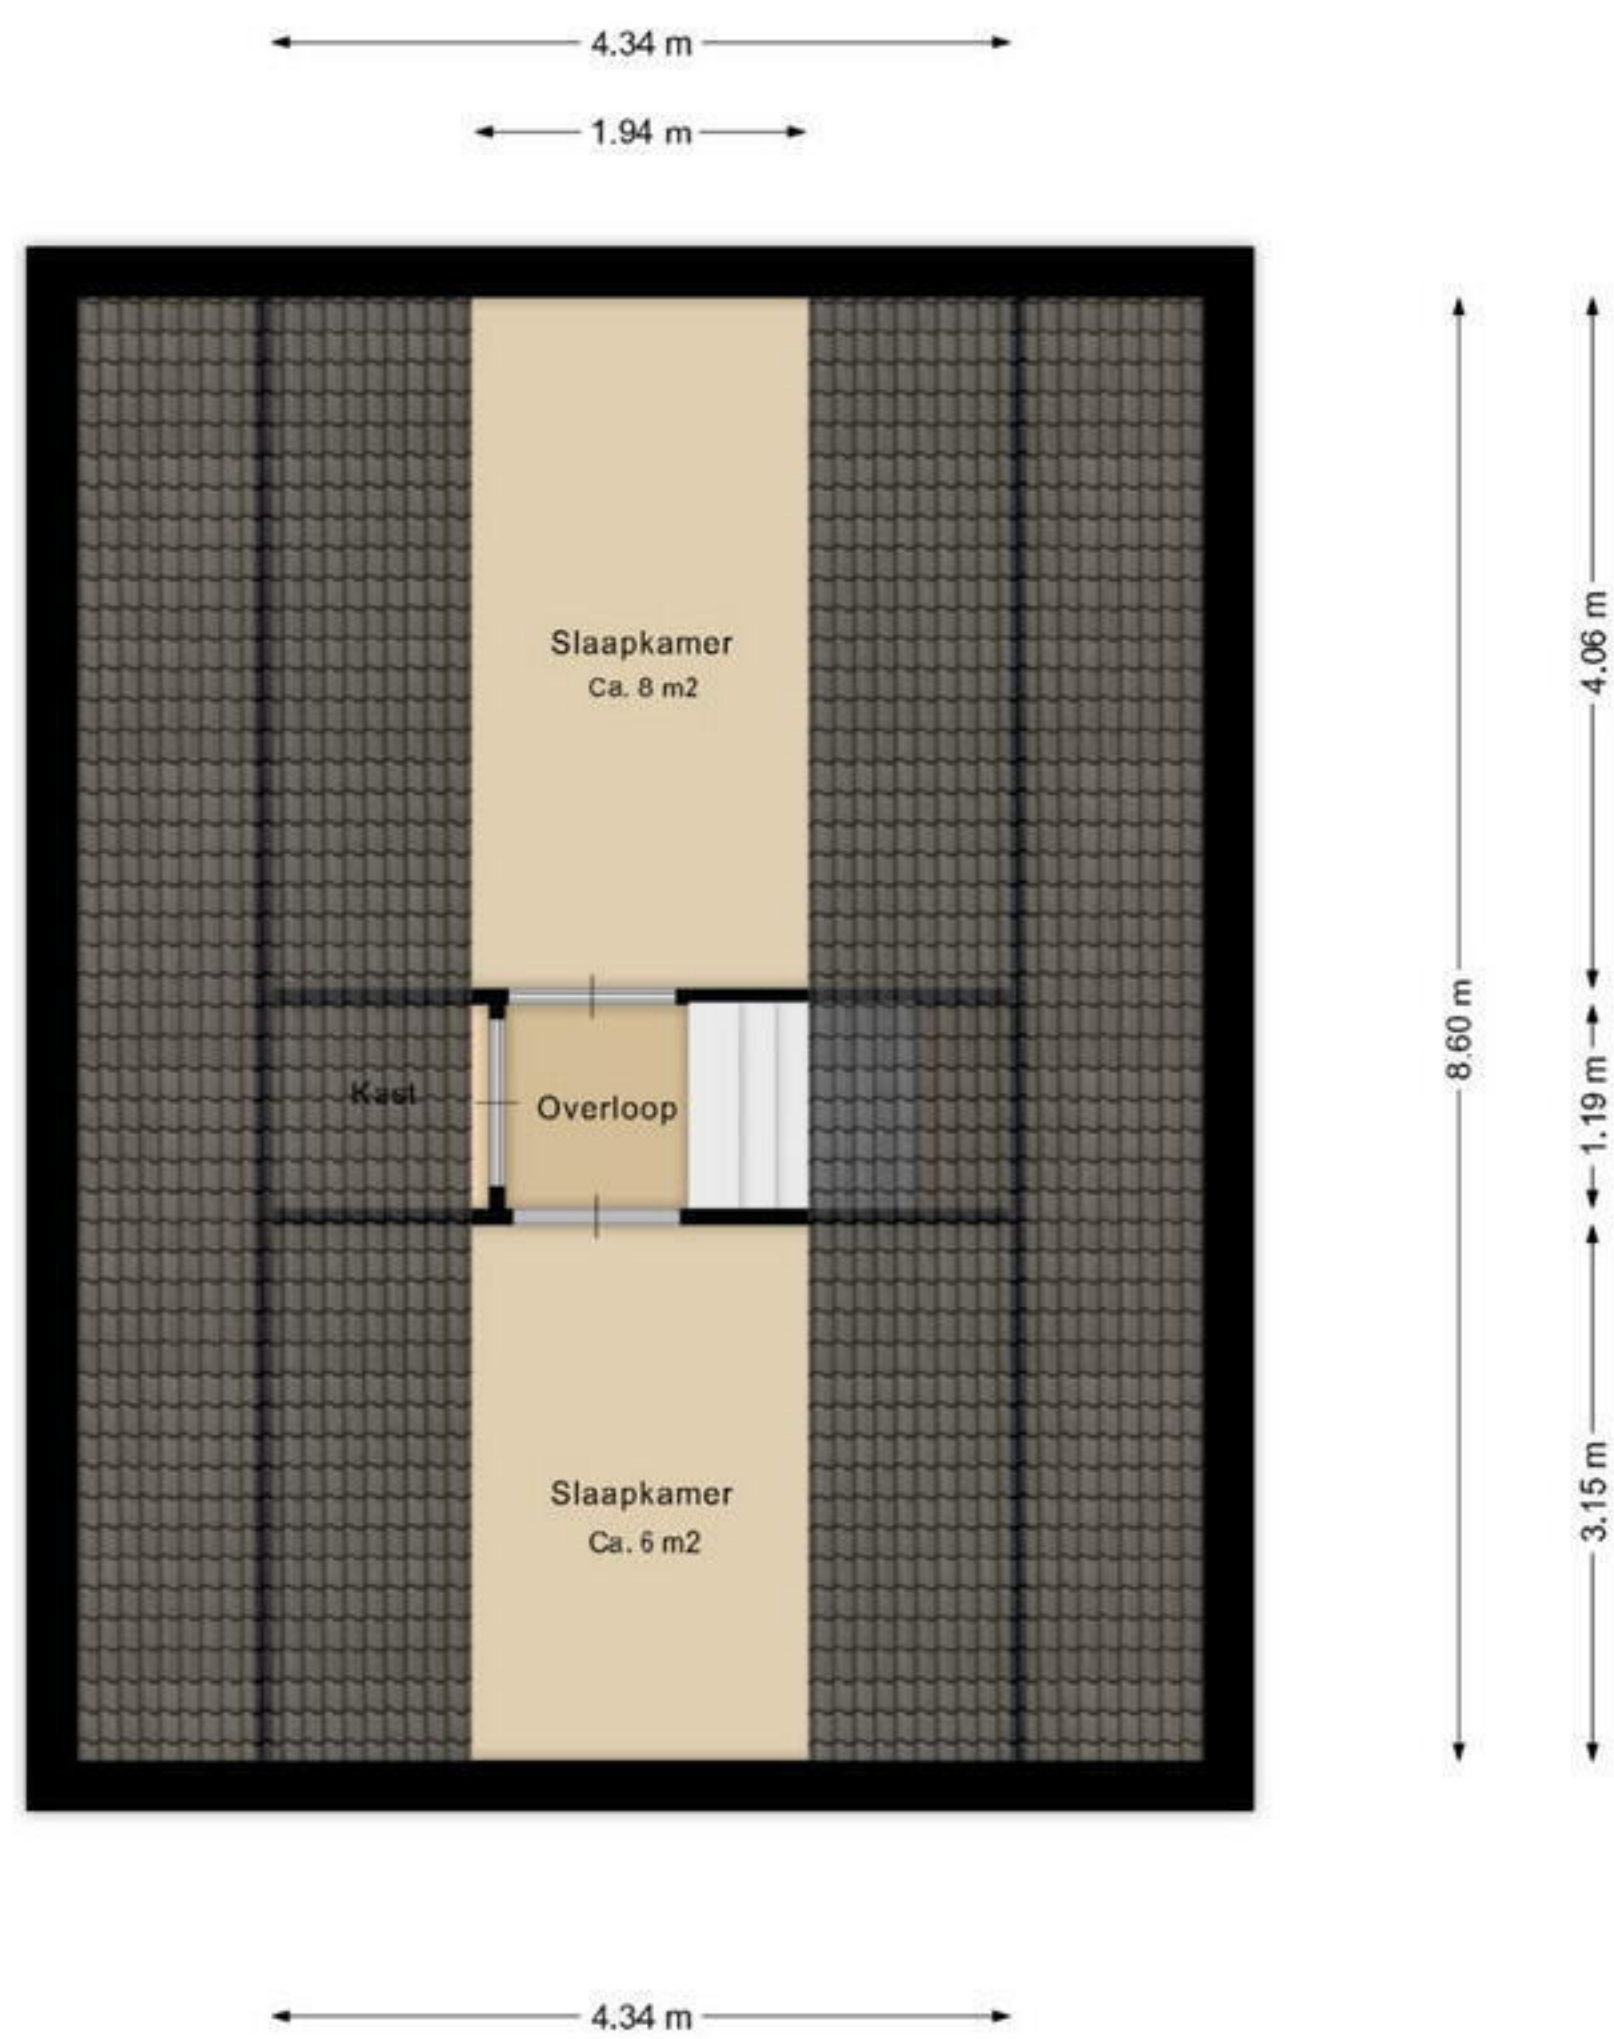 4.34 m
1.94 m
Slaapkamer
Ca. 8 m2
4.06 m
8.60 m
Kast
Overloop
1.19 m
Slaapkamer
Ca. 6 m2
3.15 m
4.34 m